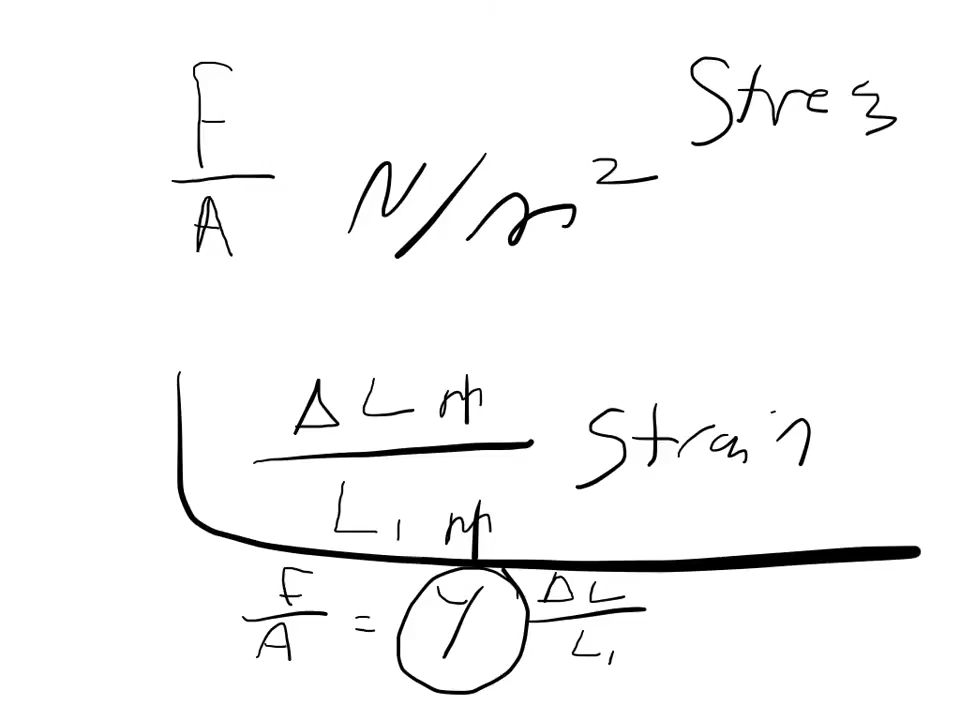 Stress
F/A N/m²
ΔL m / L₁ m Strain
F/A = Y ΔL/L₁